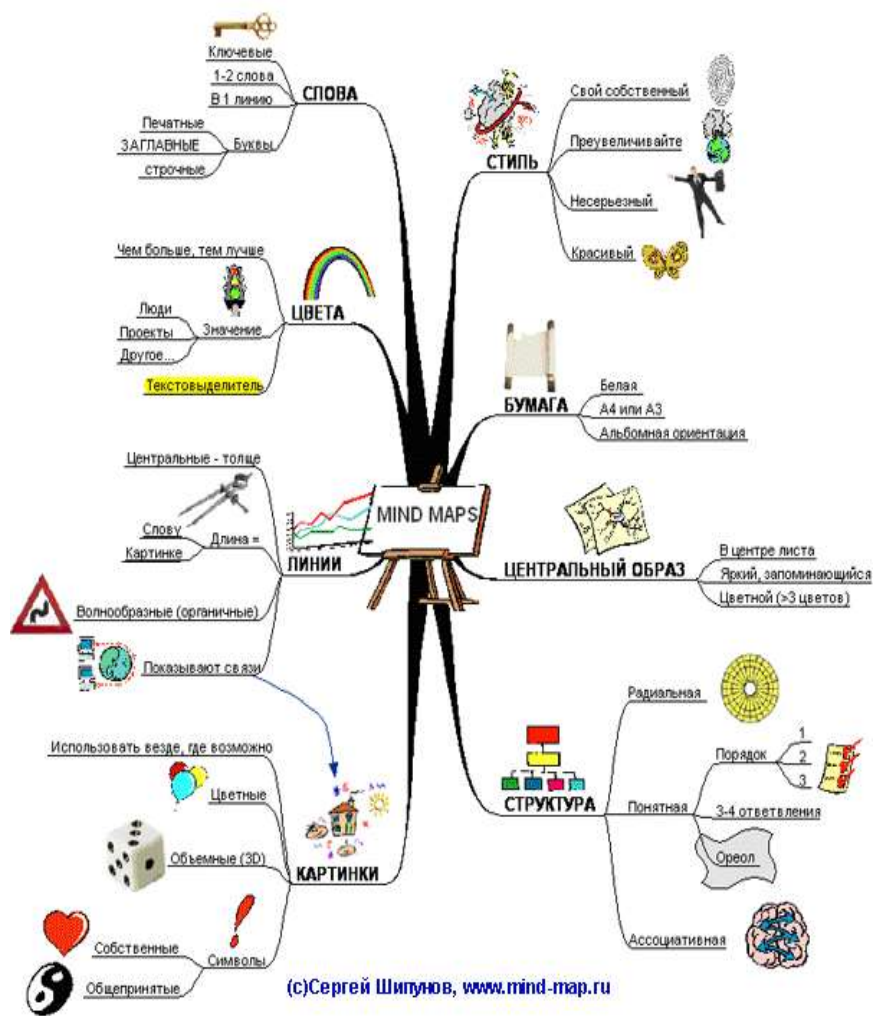 Ключевые
1-2 слова
В 1 линию
СЛОВА
Печатные
ЗАГЛАВНЫЕ
строчные
Буквы
Чем больше, тем лучше
ЦВЕТА
Люди
Проекты
Другое...
Значение
Текстовыделитель
Центральные - толще
Слову
Картинке
Длина =
ЛИНИИ
Волнообразные (органичные)
Показывают связи
Использовать везде, где возможно
Цветные
Объемные (3D)
КАРТИНКИ
Собственные
Общепринятые
Символы
MIND MAPS
СТИЛЬ
Свой собственный
Преувеличивайте
Несерьезный
Красивый
БУМАГА
Белая
А4 или А3
Альбомная ориентация
ЦЕНТРАЛЬНЫЙ ОБРАЗ
В центре листа
Яркий, запоминающийся
Цветной (>3 цветов)
СТРУКТУРА
Радиальная
Понятная
Порядок
1
2
3
3-4 ответвления
Ореол
Ассоциативная
(c)Сергей Шипунов, www.mind-map.ru